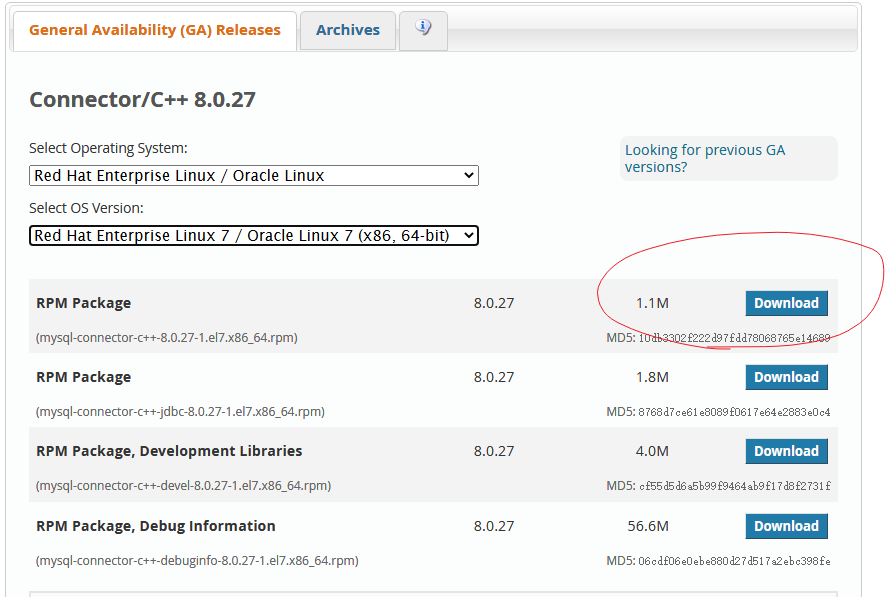 General Availability (GA) Releases
Archives
Connector/C++ 8.0.27
Select Operating System:
Looking for previous GA
versions?
Red Hat Enterprise Linux / Oracle Linux
Select OS Version:
Red Hat Enterprise Linux 7 / Oracle Linux 7 (x86, 64-bit)
RPM Package 8.0.27 1.1M Download
(mysql-connector-c++-8.0.27-1.el7.x86_64.rpm) MD5: 10db3302f222d97fdd78068765e14689
RPM Package 8.0.27 1.8M Download
(mysql-connector-c++-jdbc-8.0.27-1.el7.x86_64.rpm) MD5: 8768d7ce61e8089f0617e64e2883e0c4
RPM Package, Development Libraries 8.0.27 4.0M Download
(mysql-connector-c++-devel-8.0.27-1.el7.x86_64.rpm) MD5: cf55d5d6a5b99f9464ab9f17d8f2731f
RPM Package, Debug Information 8.0.27 56.6M Download
(mysql-connector-c++-debuginfo-8.0.27-1.el7.x86_64.rpm) MD5: 06cdf06e0ebe880d27d517a2ebc398fe